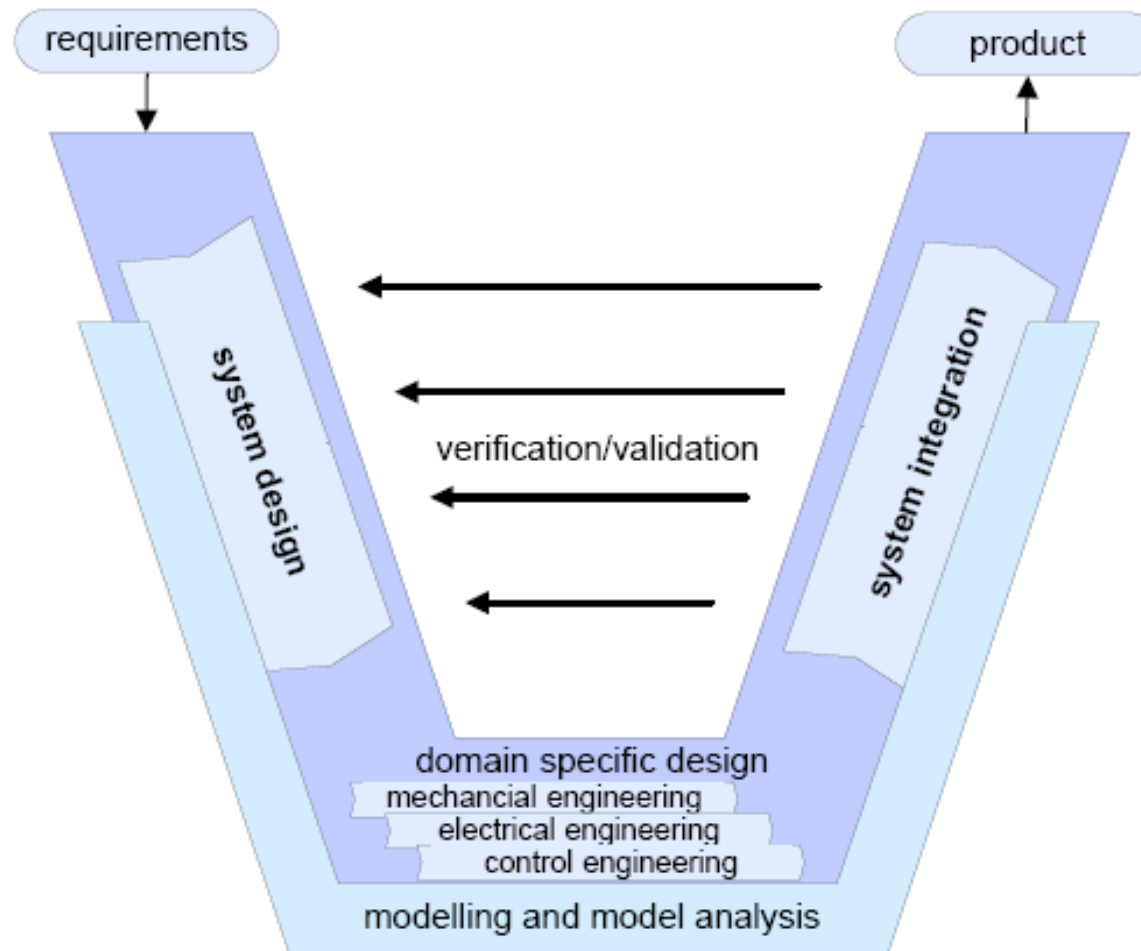 requirements
product
system design
verification/validation
system integration
domain specific design
mechancial engineering
electrical engineering
control engineering
modelling and model analysis